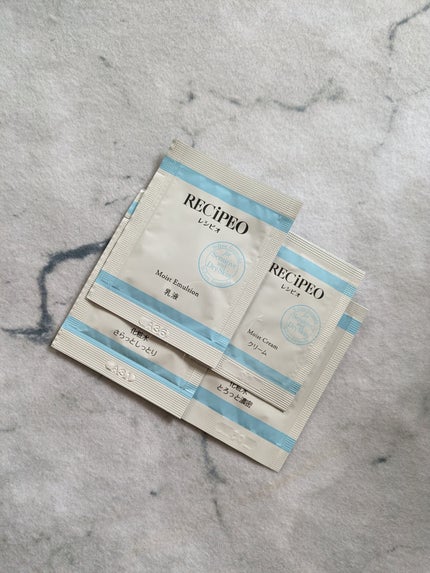 RECiPEO
レシピオ
Moist Emulsion
乳液
CA35
RECiPEO
レシピオ
Moist Cream
クリーム
化粧水
さらっとしっとり
CA31
化粧水
とろっと濃密